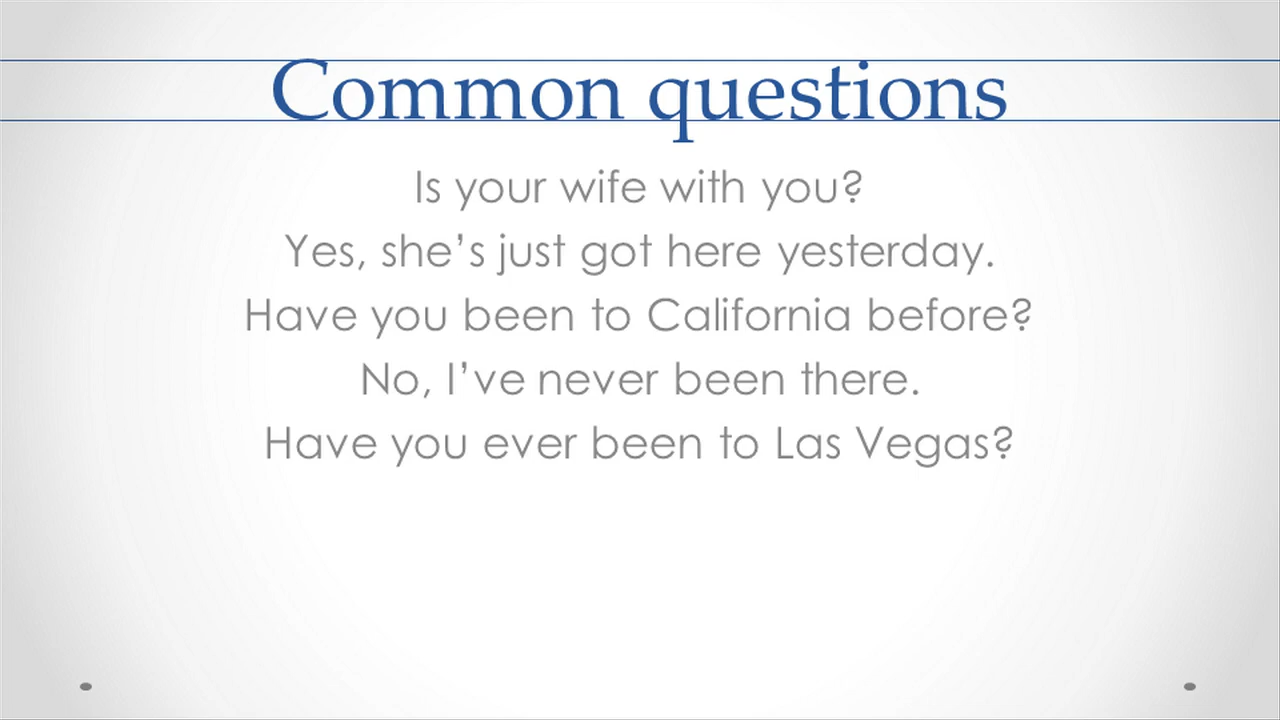 Common questions
Is your wife with you?
Yes, she’s just got here yesterday.
Have you been to California before?
No, I’ve never been there.
Have you ever been to Las Vegas?